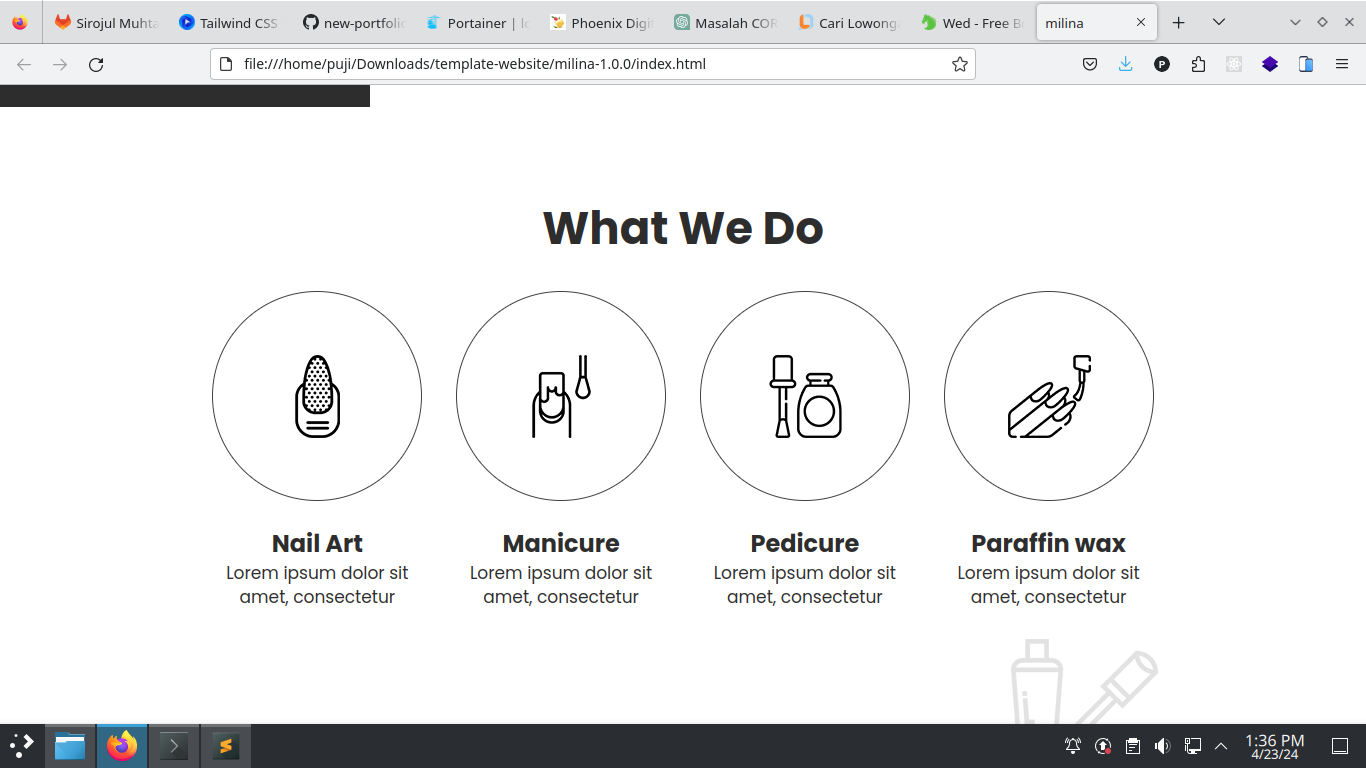 Sirojul Muhta
Tailwind CSS
new-portfolio
Portainer | lo
Phoenix Digit
Masalah COR
Cari Lowonga
Wed - Free B
milina
file:///home/puji/Downloads/template-website/milina-1.0.0/index.html
P
What We Do
Nail Art
Lorem ipsum dolor sit
amet, consectetur
Manicure
Lorem ipsum dolor sit
amet, consectetur
Pedicure
Lorem ipsum dolor sit
amet, consectetur
Paraffin wax
Lorem ipsum dolor sit
amet, consectetur
1:36 PM
4/23/24